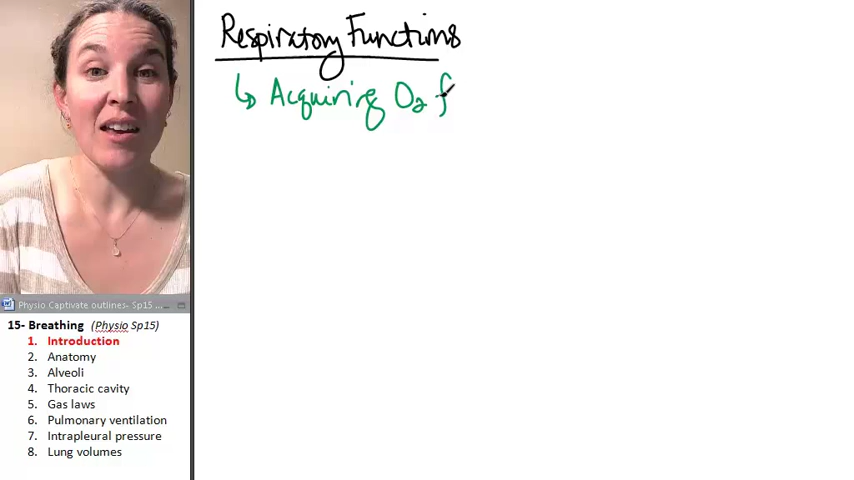 Respiratory Functions
↳ Acquiring O₂ f
Physio Captivate outlines- Sp15 ...
15- Breathing (Physio Sp15)
1. Introduction
2. Anatomy
3. Alveoli
4. Thoracic cavity
5. Gas laws
6. Pulmonary ventilation
7. Intrapleural pressure
8. Lung volumes